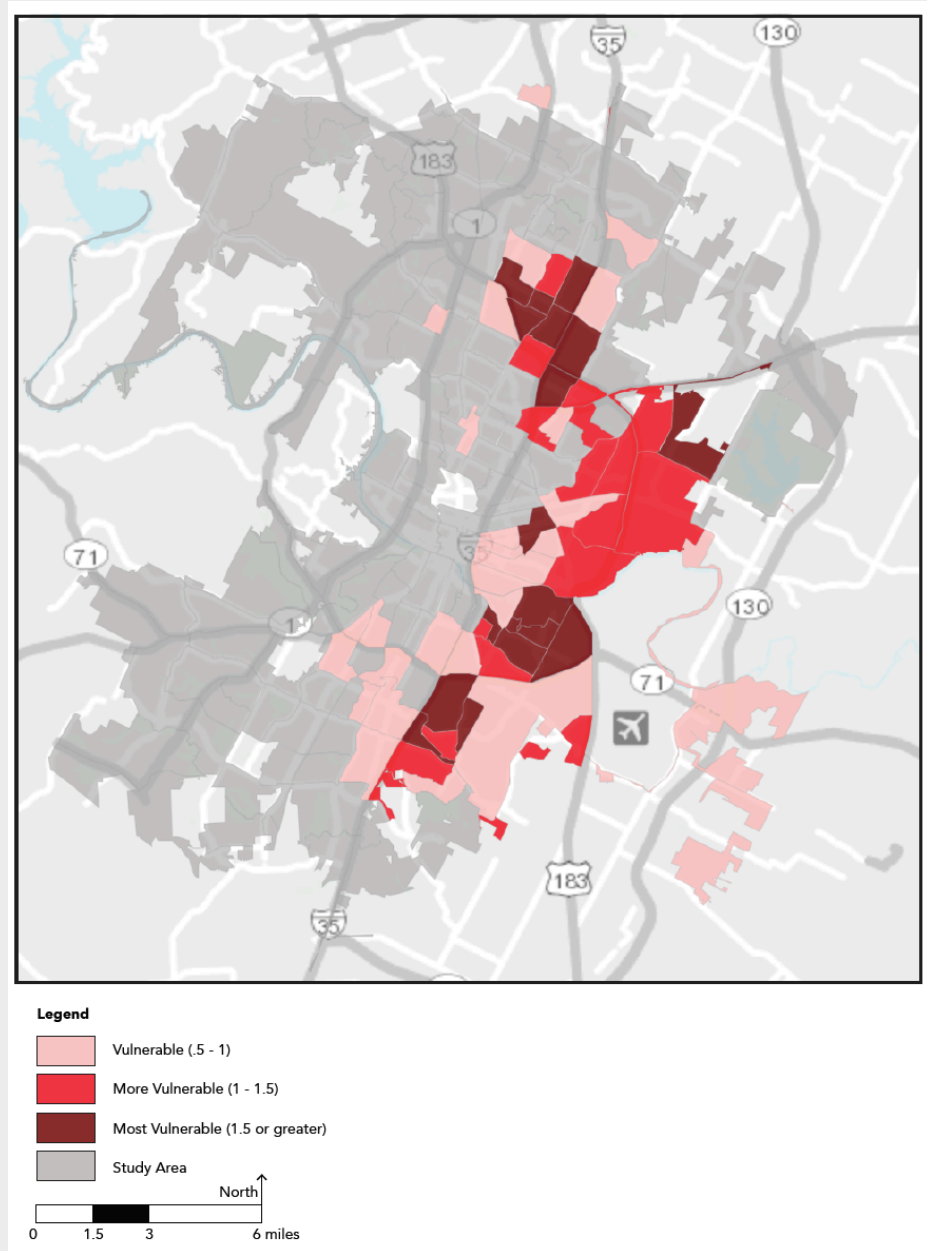 35
130
183
1
35
71
1
130
71
183
35
Legend
Vulnerable (.5 - 1)
More Vulnerable (1 - 1.5)
Most Vulnerable (1.5 or greater)
Study Area
North
0 1.5 3 6 miles